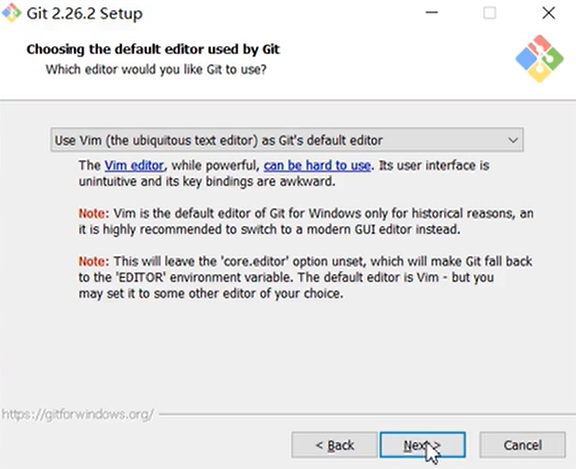 Git 2.26.2 Setup
Choosing the default editor used by Git
Which editor would you like Git to use?
Use Vim (the ubiquitous text editor) as Git's default editor
The Vim editor, while powerful, can be hard to use. Its user interface is
unintuitive and its key bindings are awkward.
Note: Vim is the default editor of Git for Windows only for historical reasons, an
it is highly recommended to switch to a modern GUI editor instead.
Note: This will leave the 'core.editor' option unset, which will make Git fall back
to the 'EDITOR' environment variable. The default editor is Vim - but you
may set it to some other editor of your choice.
https://gitforwindows.org/
< Back
Next >
Cancel